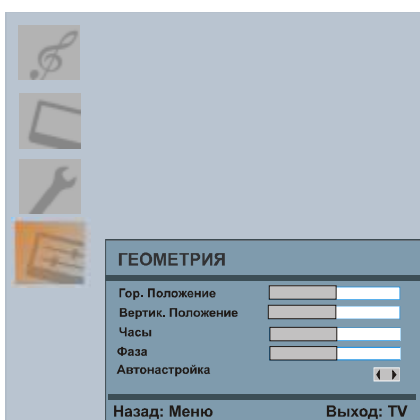 ГЕОМЕТРИЯ
Гор. Положение
Вертик. Положение
Часы
Фаза
Автонастройка
Назад: Меню Выход: TV